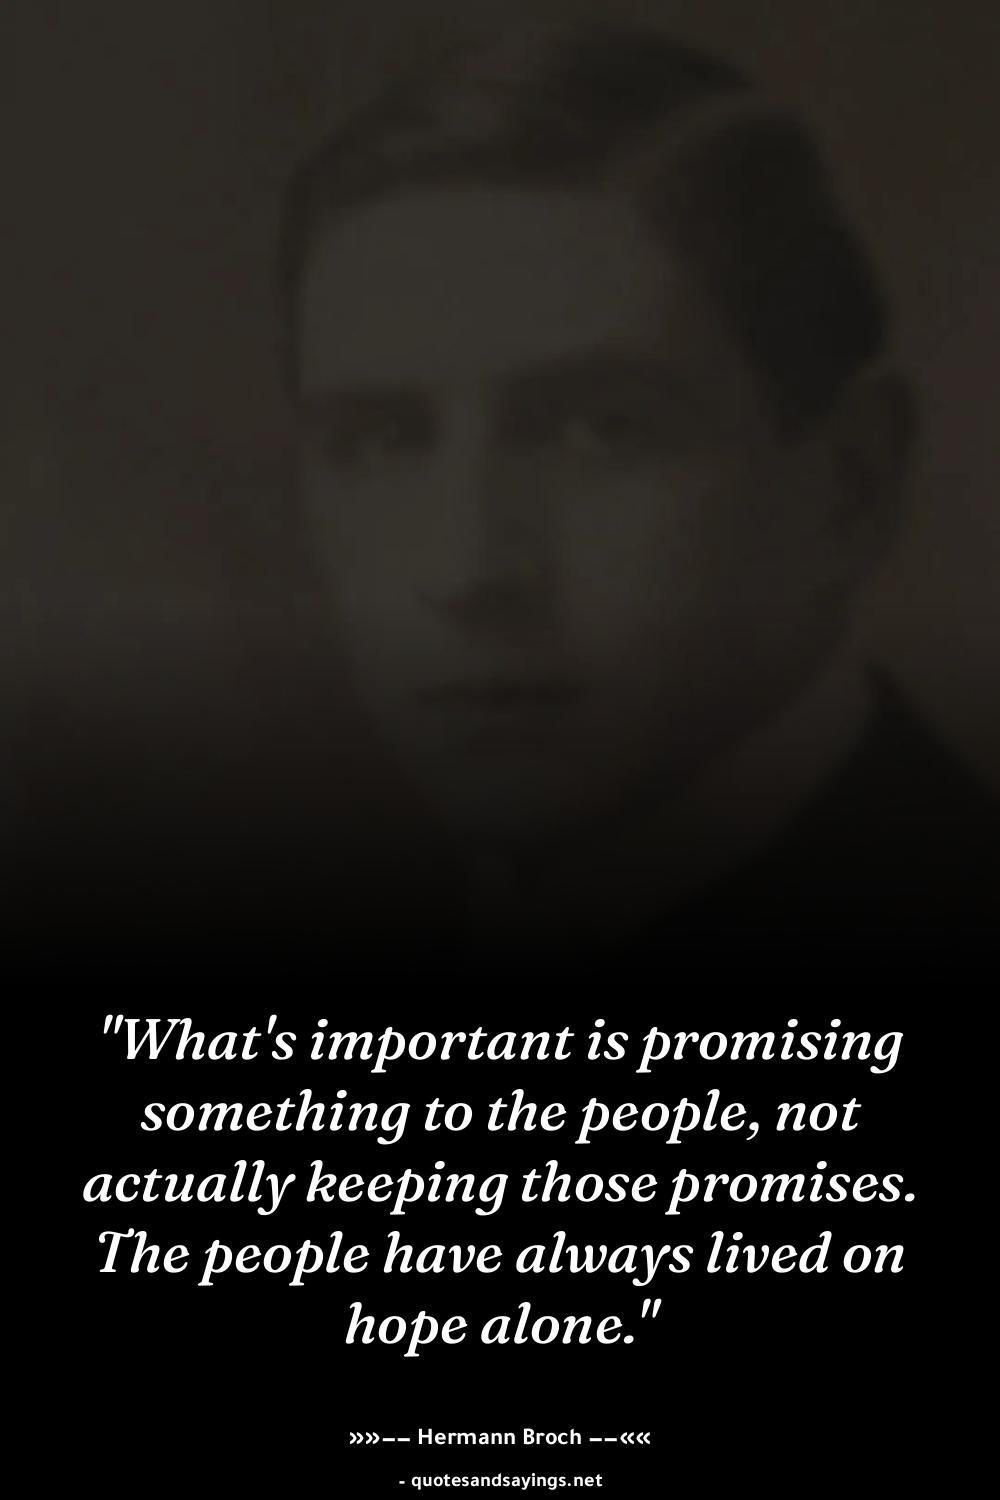 "What's important is promising
something to the people, not
actually keeping those promises.
The people have always lived on
hope alone."
»»−− Hermann Broch −−««
- quotesandsayings.net